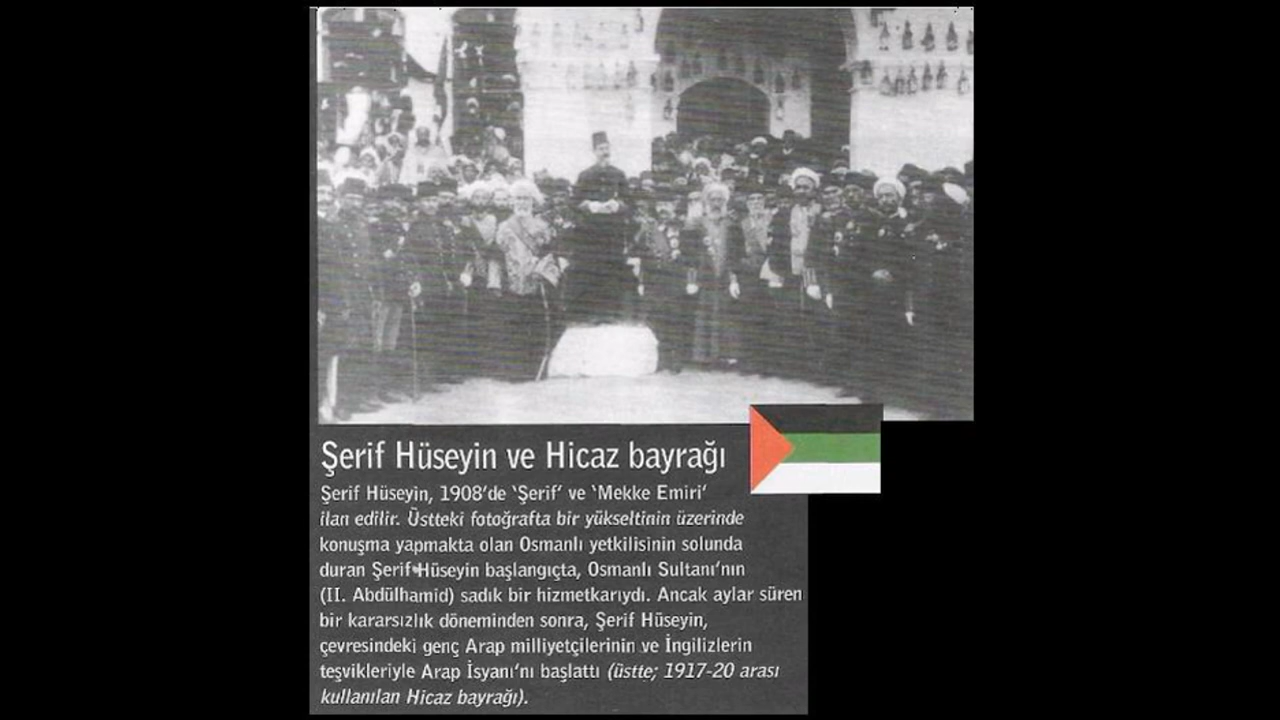 Şerif Hüseyin ve Hicaz bayrağı
Şerif Hüseyin, 1908'de 'Şerif' ve 'Mekke Emiri'
ilan edilir. Üstteki fotoğrafta bir yükseltinin üzerinde
konuşma yapmakta olan Osmanlı yetkilisinin solunda
duran Şerif Hüseyin başlangıçta, Osmanlı Sultanı'nın
(II. Abdülhamid) sadık bir hizmetkarıydı. Ancak aylar süren
bir kararsızlık döneminden sonra, Şerif Hüseyin,
çevresindeki genç Arap milliyetçilerinin ve İngilizlerin
teşvikleriyle Arap İsyanı'nı başlattı (üstte; 1917-20 arası
kullanılan Hicaz bayrağı).